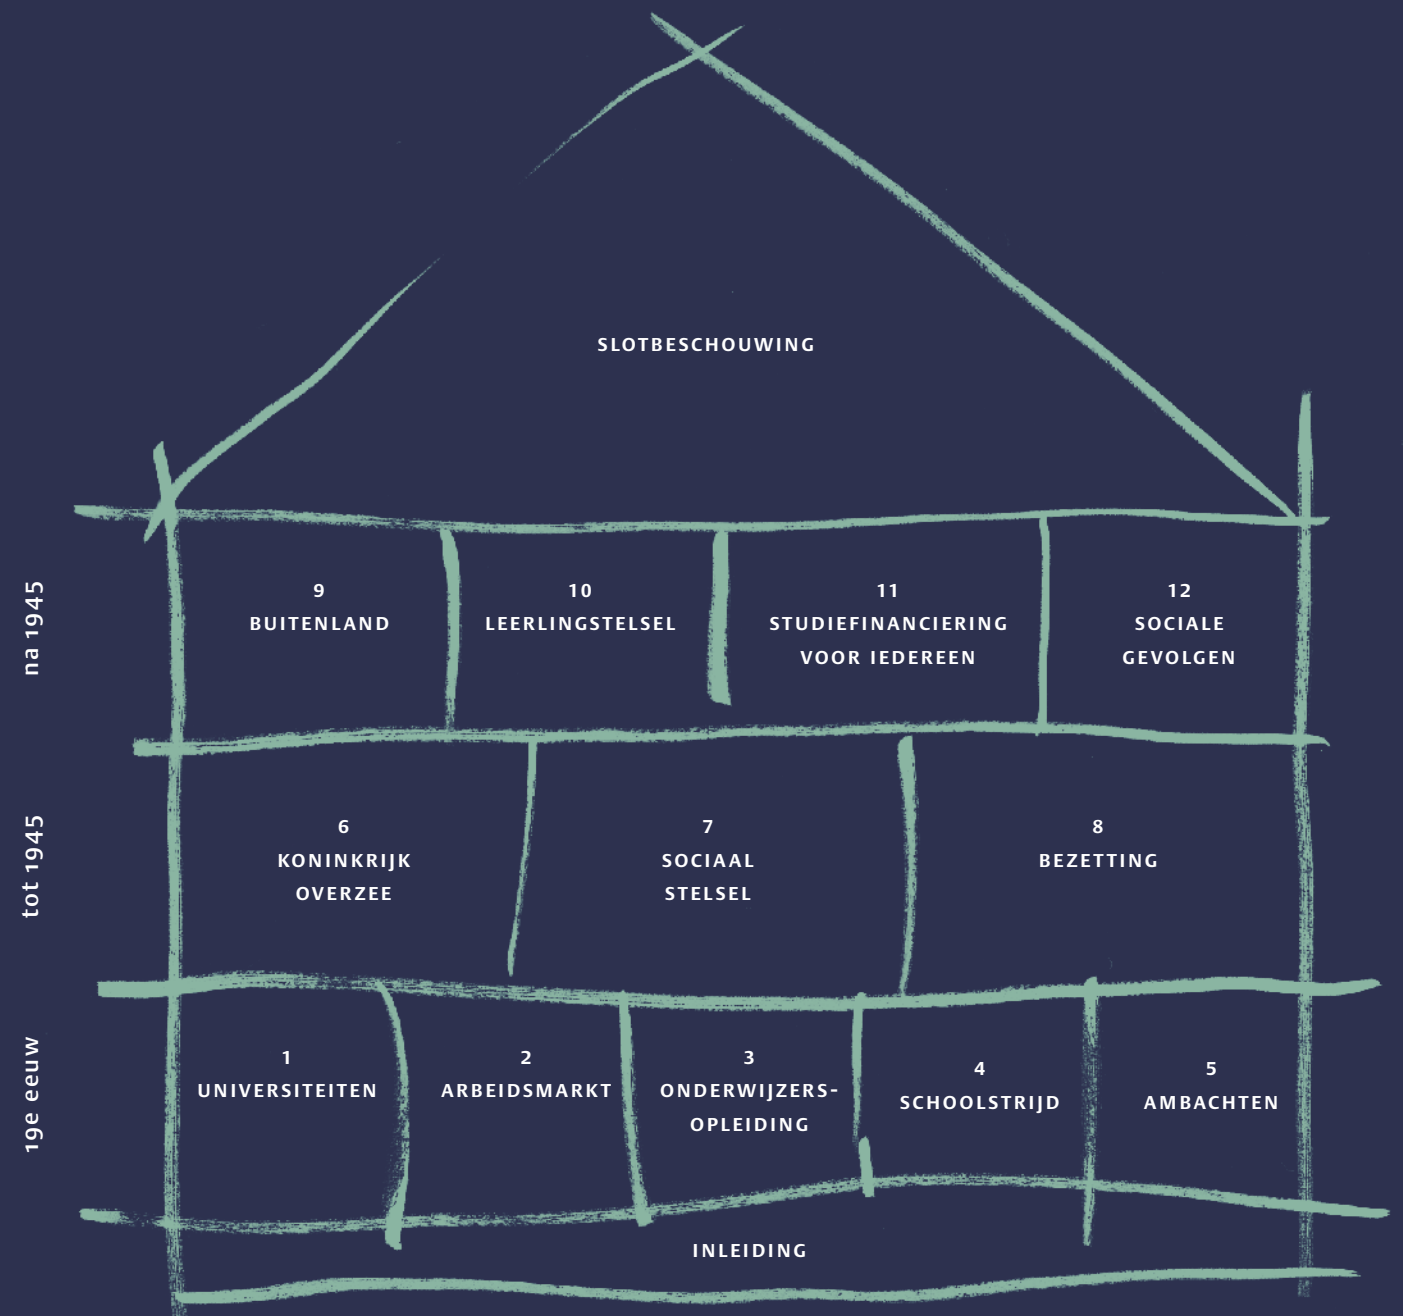 SLOTBESCHOUWING
na 1945
9
BUITENLAND
10
LEERLINGSTELSEL
11
STUDIEFINANCIERING
VOOR IEDEREEN
12
SOCIALE
GEVOLGEN
tot 1945
6
KONINKRIJK
OVERZEE
7
SOCIAAL
STELSEL
8
BEZETTING
19e eeuw
1
UNIVERSITEITEN
2
ARBEIDSMARKT
3
ONDERWIJZERS-
OPLEIDING
4
SCHOOLSTRIJD
5
AMBACHTEN
INLEIDING